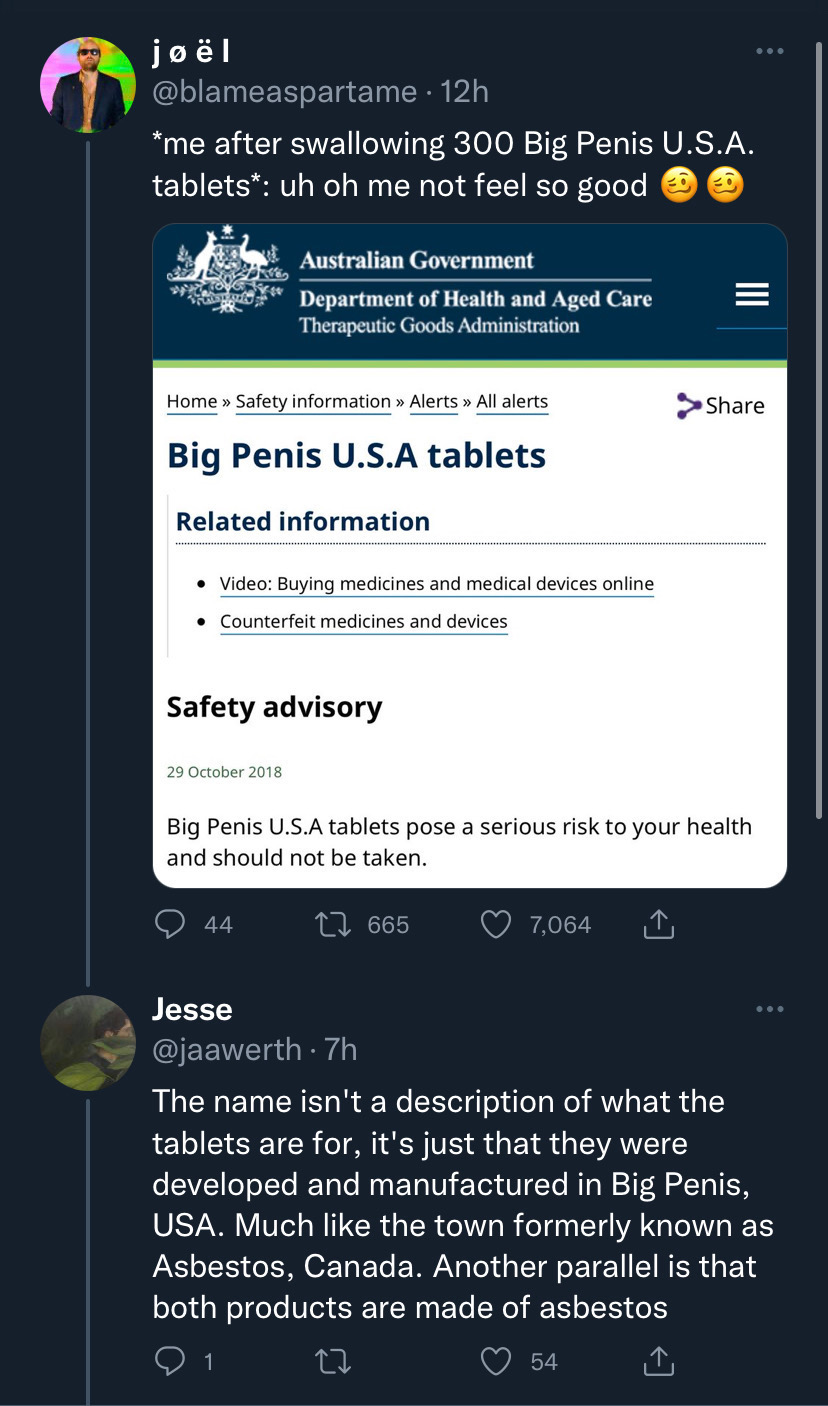 j ø ë l
@blameaspartame · 12h
*me after swallowing 300 Big Penis U.S.A.
tablets*: uh oh me not feel so good 🥴🥴
Australian Government
Department of Health and Aged Care
Therapeutic Goods Administration
Home » Safety information » Alerts » All alerts
Share
Big Penis U.S.A tablets
Related information
• Video: Buying medicines and medical devices online
• Counterfeit medicines and devices
Safety advisory
29 October 2018
Big Penis U.S.A tablets pose a serious risk to your health
and should not be taken.
44 665 7,064
Jesse
@jaawerth · 7h
The name isn't a description of what the
tablets are for, it's just that they were
developed and manufactured in Big Penis,
USA. Much like the town formerly known as
Asbestos, Canada. Another parallel is that
both products are made of asbestos
1 54